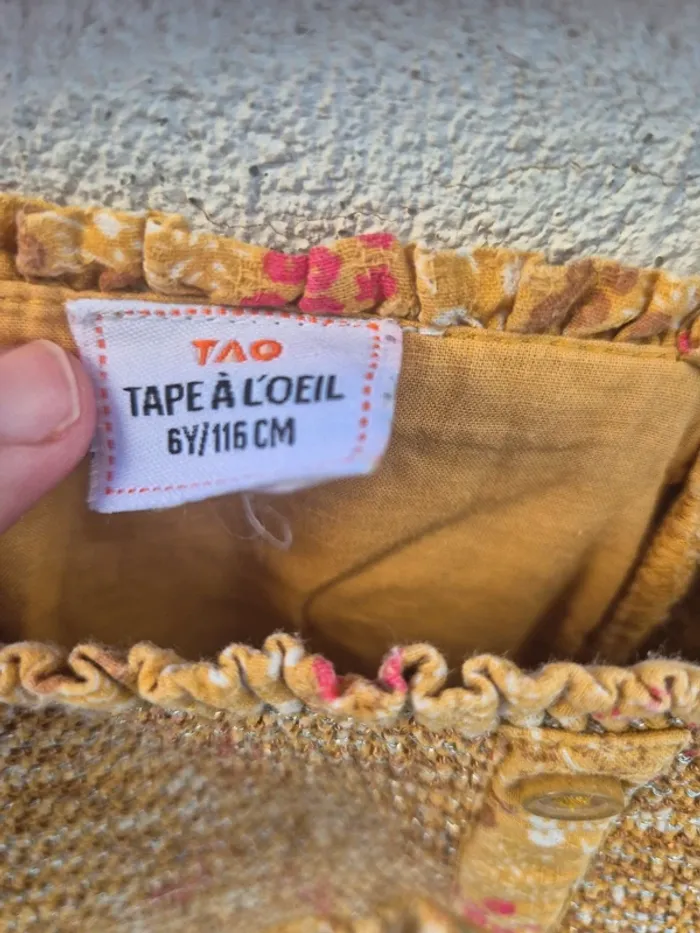 TAO
TAPE À L'OEIL
6Y/116 CM